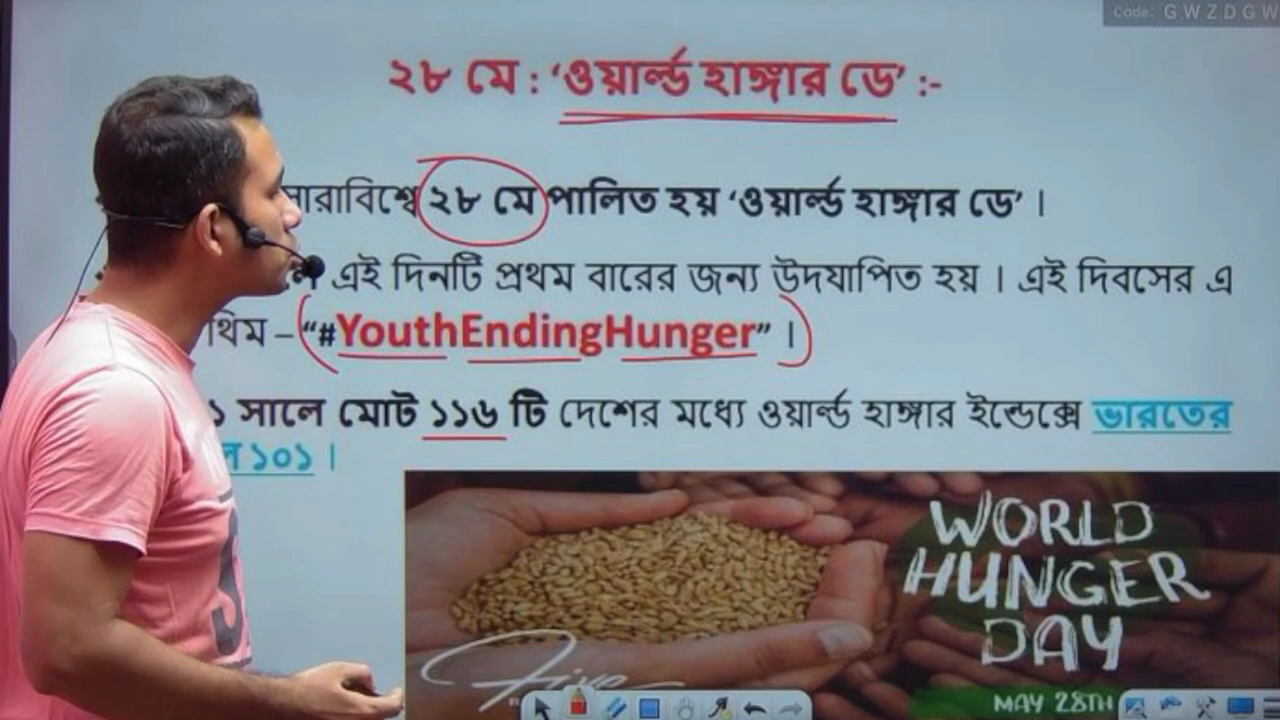 Code: G W Z D G W
২৮ মে : ‘ওয়ার্ল্ড হাঙ্গার ডে’ :-
সারাবিশ্বে ২৮ মে পালিত হয় ‘ওয়ার্ল্ড হাঙ্গার ডে’ ।
এই দিনটি প্রথম বারের জন্য উদযাপিত হয় । এই দিবসের এ
থিম – “#YouthEndingHunger” ।
১ সালে মোট ১১৬ টি দেশের মধ্যে ওয়ার্ল্ড হাঙ্গার ইন্ডেক্সে ভারতের
১০১ ।
WORLD
HUNGER
DAY
MAY 28TH